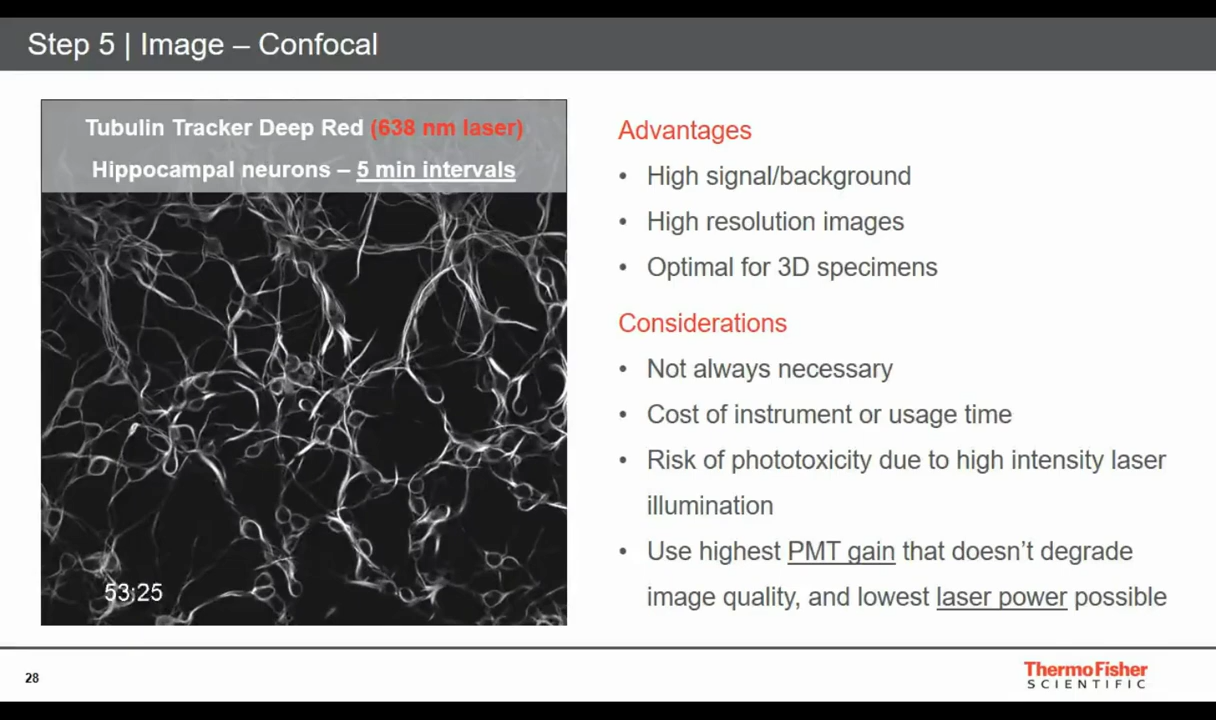 Step 5 | Image – Confocal
Tubulin Tracker Deep Red (638 nm laser)
Hippocampal neurons – 5 min intervals
53:25
Advantages
• High signal/background
• High resolution images
• Optimal for 3D specimens
Considerations
• Not always necessary
• Cost of instrument or usage time
• Risk of phototoxicity due to high intensity laser
illumination
• Use highest PMT gain that doesn’t degrade
image quality, and lowest laser power possible
28
ThermoFisher
SCIENTIFIC